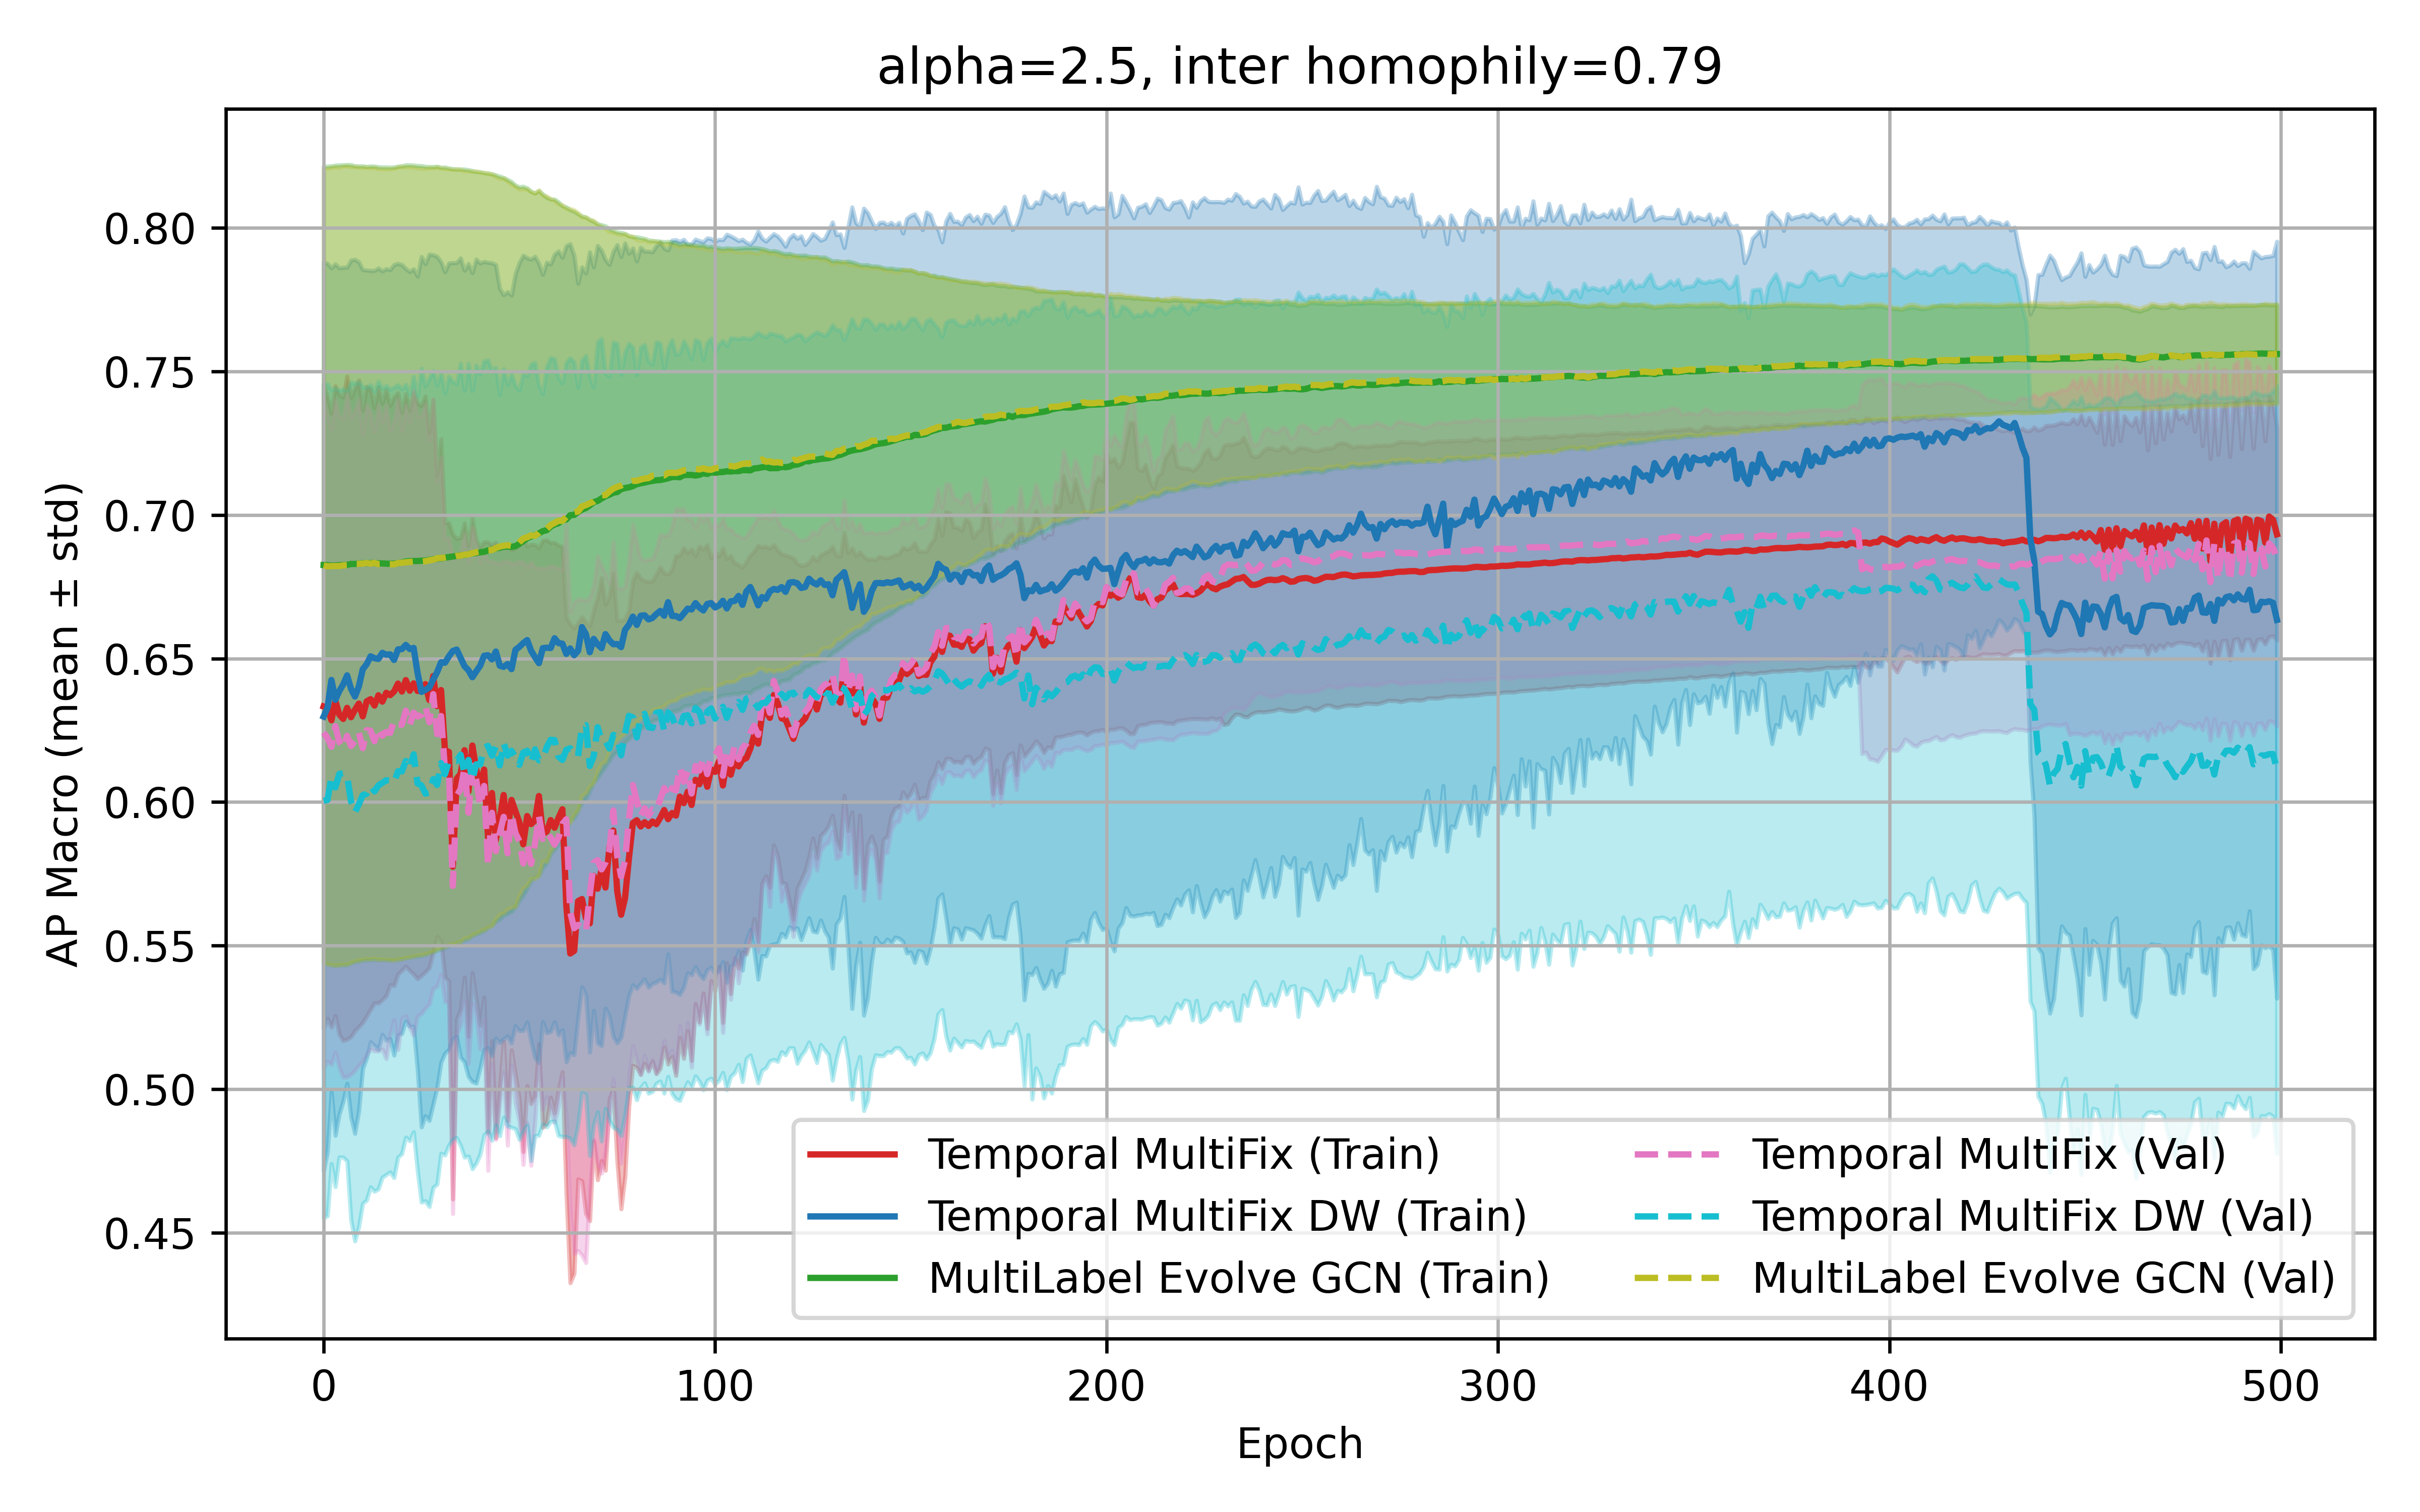 alpha=2.5, inter homophily=0.79
AP Macro (mean ± std)
0.80
0.75
0.70
0.65
0.60
0.55
0.50
0.45
0
100
200
300
400
500
Epoch
Temporal MultiFix (Train)
Temporal MultiFix DW (Train)
MultiLabel Evolve GCN (Train)
Temporal MultiFix (Val)
Temporal MultiFix DW (Val)
MultiLabel Evolve GCN (Val)